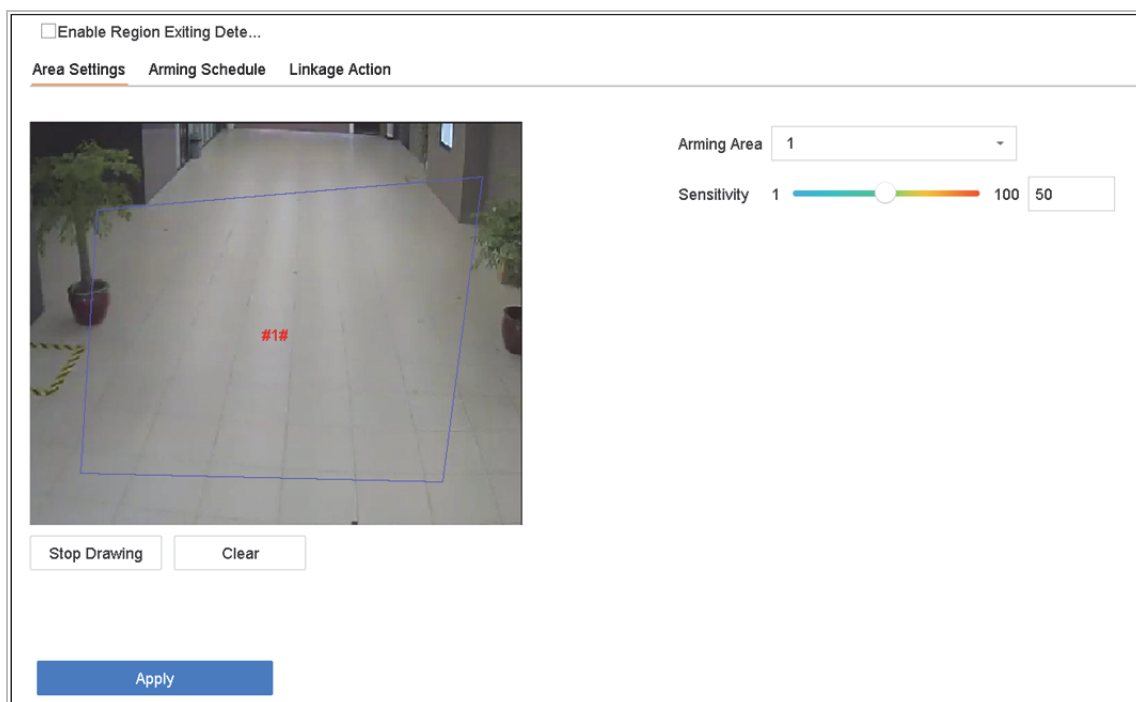 Enable Region Exiting Dete...
Area Settings Arming Schedule Linkage Action
Arming Area 1
Sensitivity 1 100 50
#1#
Stop Drawing Clear
Apply